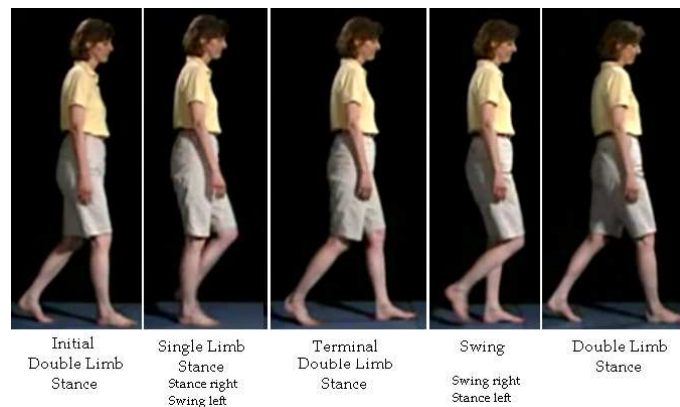 Initial
Double Limb
Stance
Single Limb
Stance
Stance right
Swing left
Terminal
Double Limb
Stance
Swing
Swing right
Stance left
Double Limb
Stance